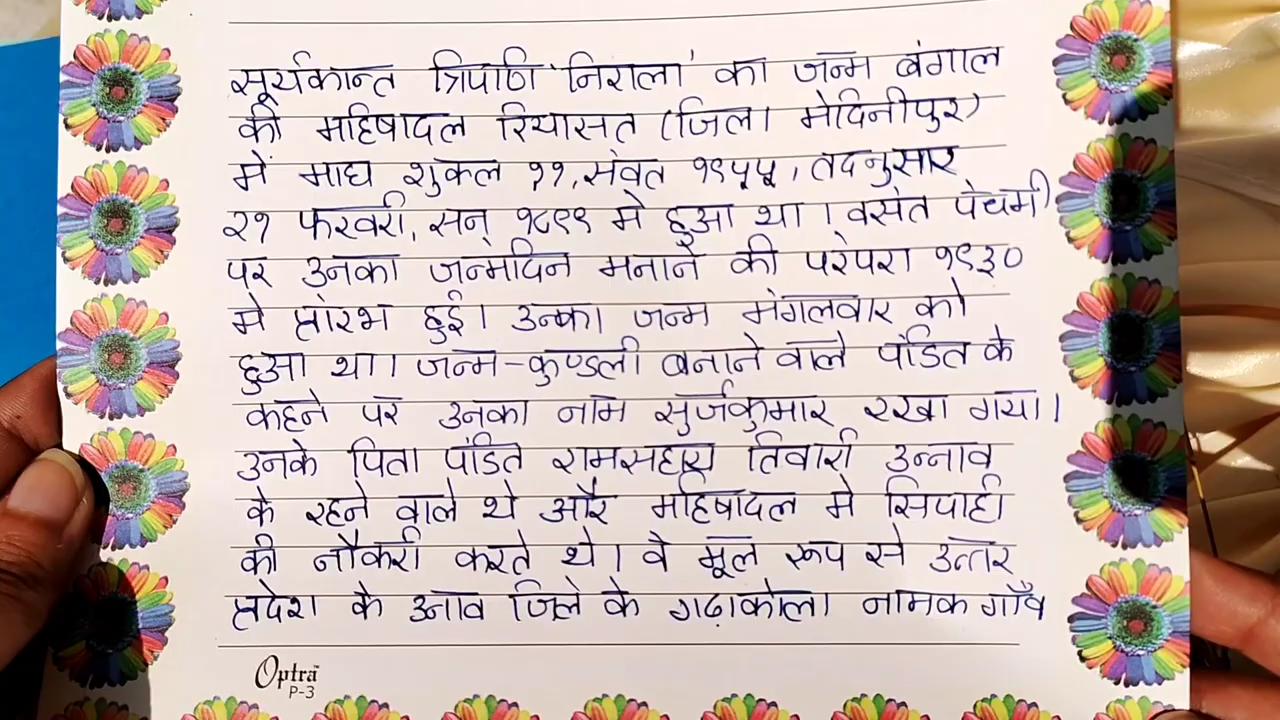 सूर्यकान्त त्रिपाठी 'निराला' का जन्म बंगाल
की महिषादल रियासत (जिला मेदिनीपुर)
में माघ शुक्ल ११, संवत १९५५, तदनुसार
२१ फरवरी, सन् १८९९ मे हुआ था। वसंत पंचमी
पर उनका जन्मदिन मनाने की परंपरा १९३०
मे प्रारंभ हुई। उनका जन्म मंगलवार को
हुआ था। जन्म-कुण्डली बनाने वाले पंडित के
कहने पर उनका नाम सुर्जकुमार रखा गया।
उनके पिता पंडित रामसहाय तिवारी उन्नाव
के रहने वाले थे और महिषादल मे सिपाही
की नौकरी करते थे। वे मूल रूप से उत्तर
प्रदेश के उनाव जिले के गढ़ाकोला नामक गाँव
Optra
P-3